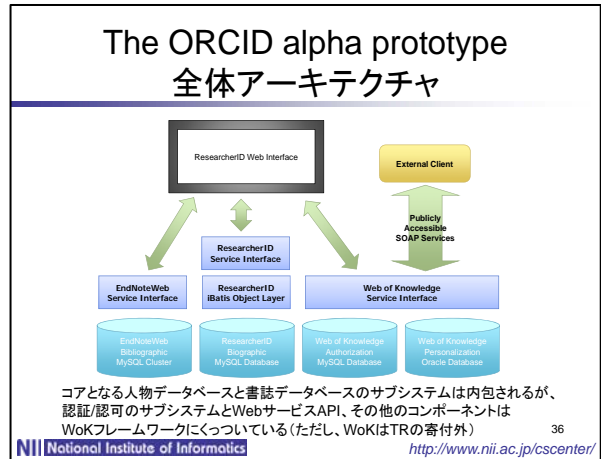 The ORCID alpha prototype
全体アーキテクチャ
ResearcherID Web Interface
External Client
Publicly
Accessible
SOAP Services
ResearcherID
Service Interface
EndNoteWeb
Service Interface
ResearcherID
iBatis Object Layer
Web of Knowledge
Service Interface
EndNoteWeb
Bibliographic
MySQL Cluster
ResearcherID
Biographic
MySQL Database
Web of Knowledge
Authorization
MySQL Database
Web of Knowledge
Personalization
Oracle Database
コアとなる人物データベースと書誌データベースのサブシステムは内包されるが、
認証/認可のサブシステムとWebサービスAPI、その他のコンポーネントは
WoKフレームワークにくっついている(ただし、WoKはTRの寄付外)
36
NII National Institute of Informatics
http://www.nii.ac.jp/cscenter/